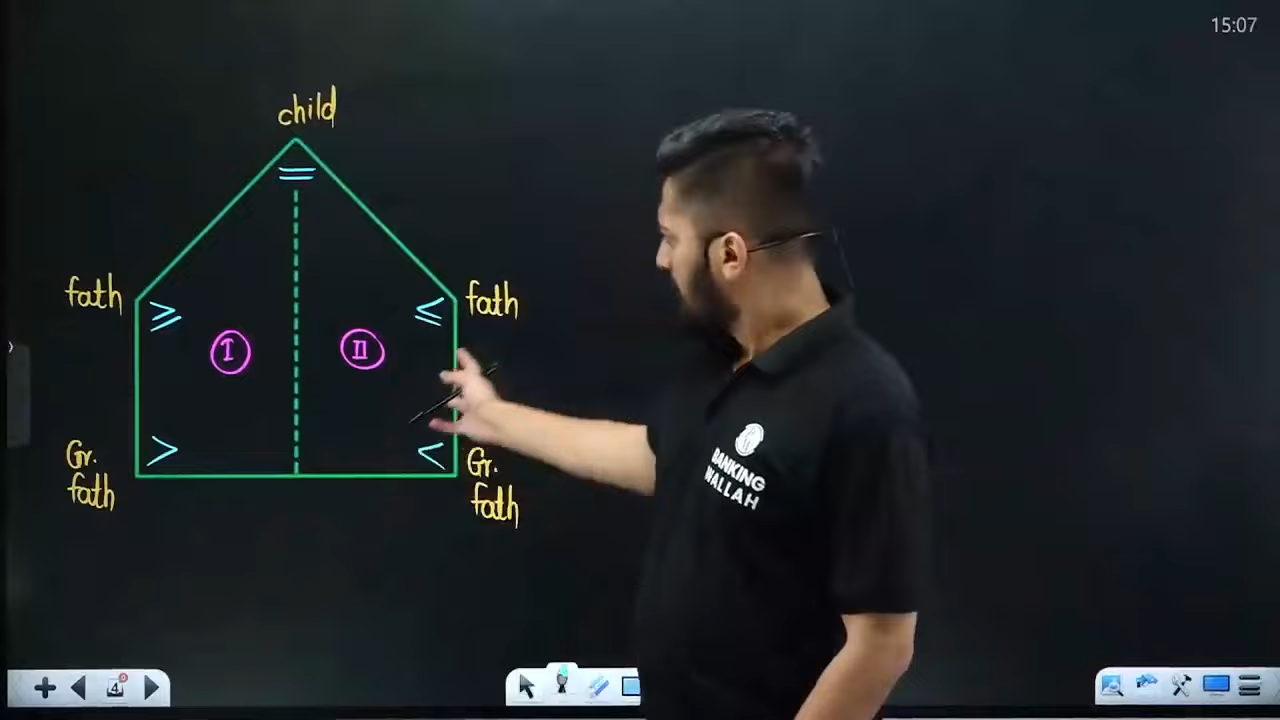 15:07
child
=
fath
≥
≤
fath
I
II
Gr.
fath
>
<
Gr.
fath
BANKING
WALLAH
4